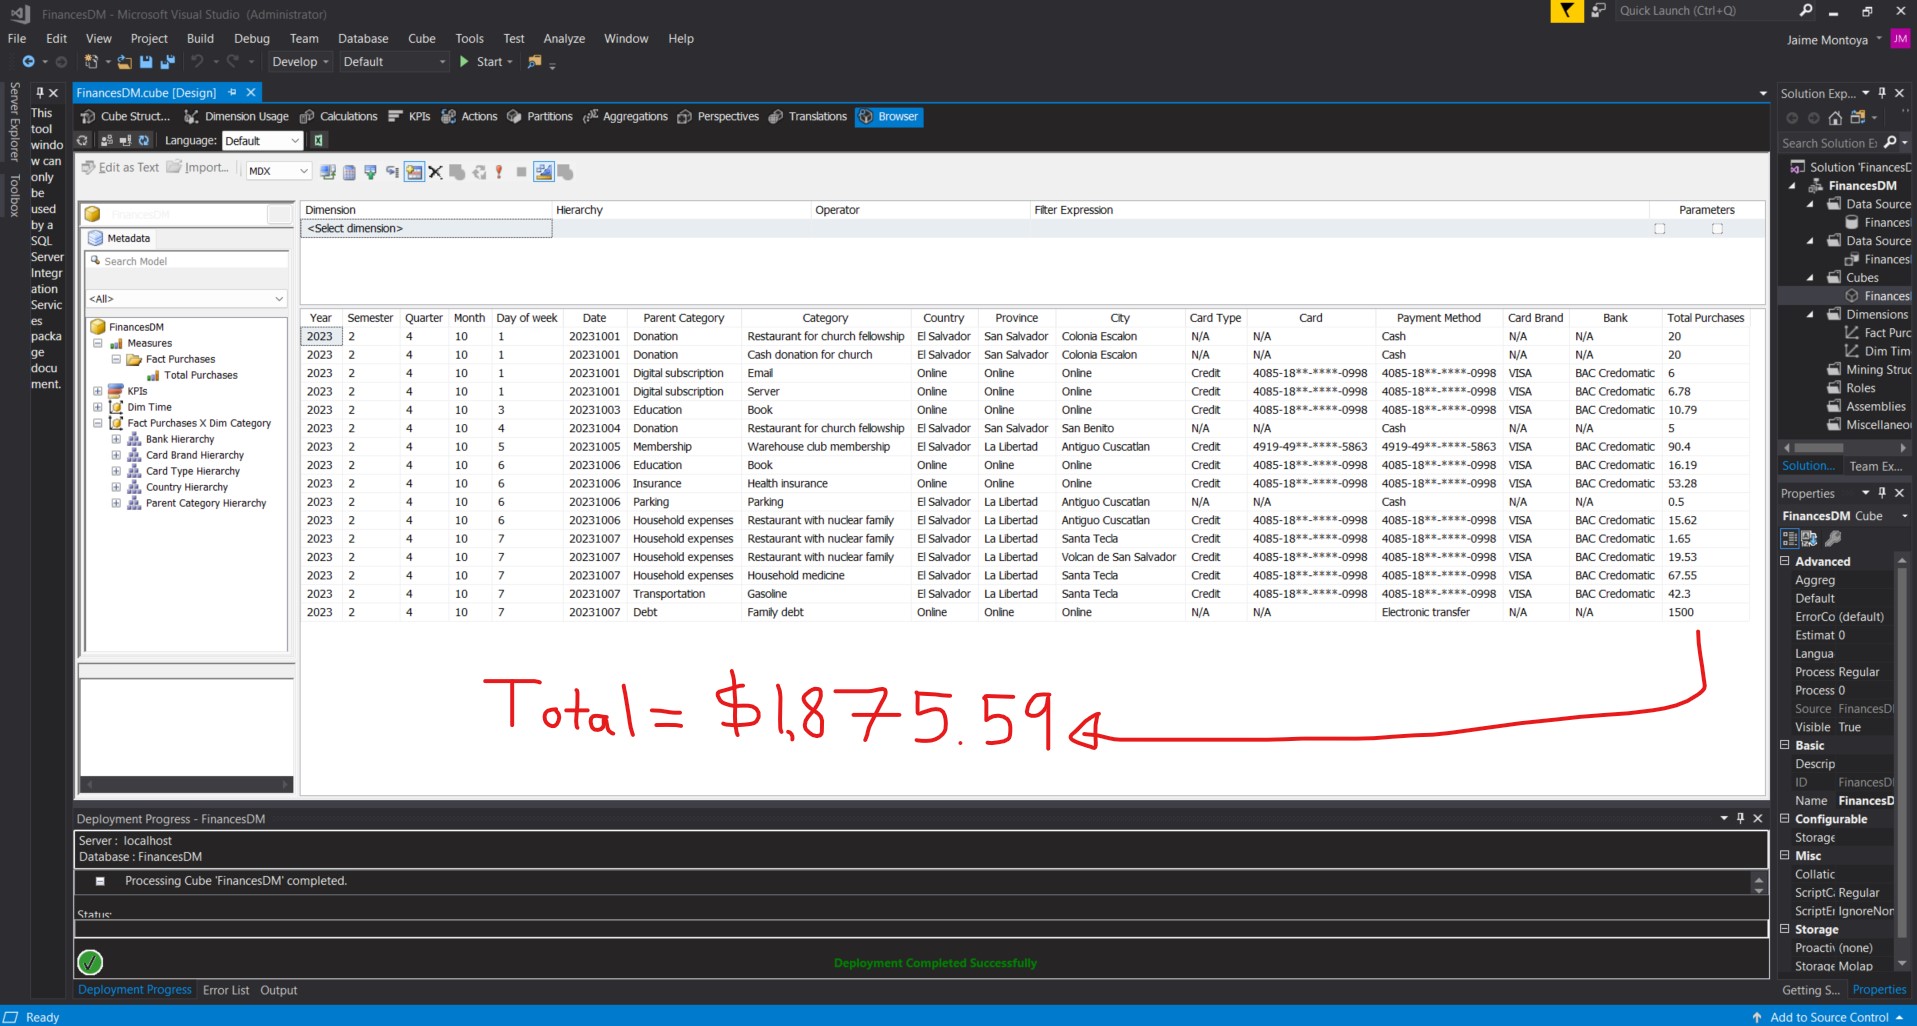 FinancesDM - Microsoft Visual Studio (Administrator)
Quick Launch (Ctrl+Q)
File Edit View Project Build Debug Team Database Cube Tools Test Analyze Window Help
Jaime Montoya JM
Develop Default Start
Server Explorer
Toolbox
This
tool
windo
w can
only
be
used
by a
SQL
Server
Integr
ation
Servic
es
packa
ge
docu
ment.
FinancesDM.cube [Design]
Cube Struct... Dimension Usage Calculations KPIs Actions Partitions Aggregations Perspectives Translations Browser
Language: Default
Edit as Text Import... MDX
FinancesDM
Metadata
Search Model
<All>
FinancesDM
Measures
Fact Purchases
Total Purchases
KPIs
Dim Time
Fact Purchases X Dim Category
Bank Hierarchy
Card Brand Hierarchy
Card Type Hierarchy
Country Hierarchy
Parent Category Hierarchy
Dimension Hierarchy Operator Filter Expression Parameters
<Select dimension>
Year Semester Quarter Month Day of week Date Parent Category Category Country Province City Card Type Card Payment Method Card Brand Bank Total Purchases
2023 2 4 10 1 20231001 Donation Restaurant for church fellowship El Salvador San Salvador Colonia Escalon N/A N/A Cash N/A N/A 20
2023 2 4 10 1 20231001 Donation Cash donation for church El Salvador San Salvador Colonia Escalon N/A N/A Cash N/A N/A 20
2023 2 4 10 1 20231001 Digital subscription Email Online Online Online Credit 4085-18**-****-0998 4085-18**-****-0998 VISA BAC Credomatic 6
2023 2 4 10 1 20231001 Digital subscription Server Online Online Online Credit 4085-18**-****-0998 4085-18**-****-0998 VISA BAC Credomatic 6.78
2023 2 4 10 3 20231003 Education Book Online Online Online Credit 4085-18**-****-0998 4085-18**-****-0998 VISA BAC Credomatic 10.79
2023 2 4 10 4 20231004 Donation Restaurant for church fellowship El Salvador San Salvador San Benito N/A N/A Cash N/A N/A 5
2023 2 4 10 5 20231005 Membership Warehouse club membership El Salvador La Libertad Antiguo Cuscatlan Credit 4919-49**-****-5863 4919-49**-****-5863 VISA BAC Credomatic 90.4
2023 2 4 10 6 20231006 Education Book Online Online Online Credit 4085-18**-****-0998 4085-18**-****-0998 VISA BAC Credomatic 16.19
2023 2 4 10 6 20231006 Insurance Health insurance Online Online Online Credit 4085-18**-****-0998 4085-18**-****-0998 VISA BAC Credomatic 53.28
2023 2 4 10 6 20231006 Parking Parking El Salvador La Libertad Antiguo Cuscatlan N/A N/A Cash N/A N/A 0.5
2023 2 4 10 6 20231006 Household expenses Restaurant with nuclear family El Salvador La Libertad Antiguo Cuscatlan Credit 4085-18**-****-0998 4085-18**-****-0998 VISA BAC Credomatic 15.62
2023 2 4 10 7 20231007 Household expenses Restaurant with nuclear family El Salvador La Libertad Santa Tecla Credit 4085-18**-****-0998 4085-18**-****-0998 VISA BAC Credomatic 1.65
2023 2 4 10 7 20231007 Household expenses Restaurant with nuclear family El Salvador La Libertad Volcan de San Salvador Credit 4085-18**-****-0998 4085-18**-****-0998 VISA BAC Credomatic 19.53
2023 2 4 10 7 20231007 Household expenses Household medicine El Salvador La Libertad Santa Tecla Credit 4085-18**-****-0998 4085-18**-****-0998 VISA BAC Credomatic 67.55
2023 2 4 10 7 20231007 Transportation Gasoline El Salvador La Libertad Santa Tecla Credit 4085-18**-****-0998 4085-18**-****-0998 VISA BAC Credomatic 42.3
2023 2 4 10 7 20231007 Debt Family debt Online Online Online N/A N/A Electronic transfer N/A N/A 1500
Total = $1,875.59
Deployment Progress - FinancesDM
Server : localhost
Database : FinancesDM
Processing Cube 'FinancesDM' completed.
Status:
Deployment Completed Successfully
Deployment Progress Error List Output
Solution Exp...
Search Solution E
Solution 'FinancesD
FinancesDM
Data Source
Finances
Data Source
Finances
Cubes
Finances
Dimensions
Fact Purc
Dim Tim
Mining Struc
Roles
Assemblies
Miscellaneo
Solution... Team Ex...
Properties
FinancesDM Cube
Advanced
Aggreg
Default
ErrorCo (default)
Estimat 0
Langua
Process Regular
Process 0
Source FinancesD
Visible True
Basic
Descrip
ID FinancesD
Name FinancesD
Configurable
Storage
Misc
Collatic
ScriptC Regular
ScriptEr IgnoreNon
Storage
Proacti (none)
Storage Molap
Getting S... Properties
Ready
Add to Source Control